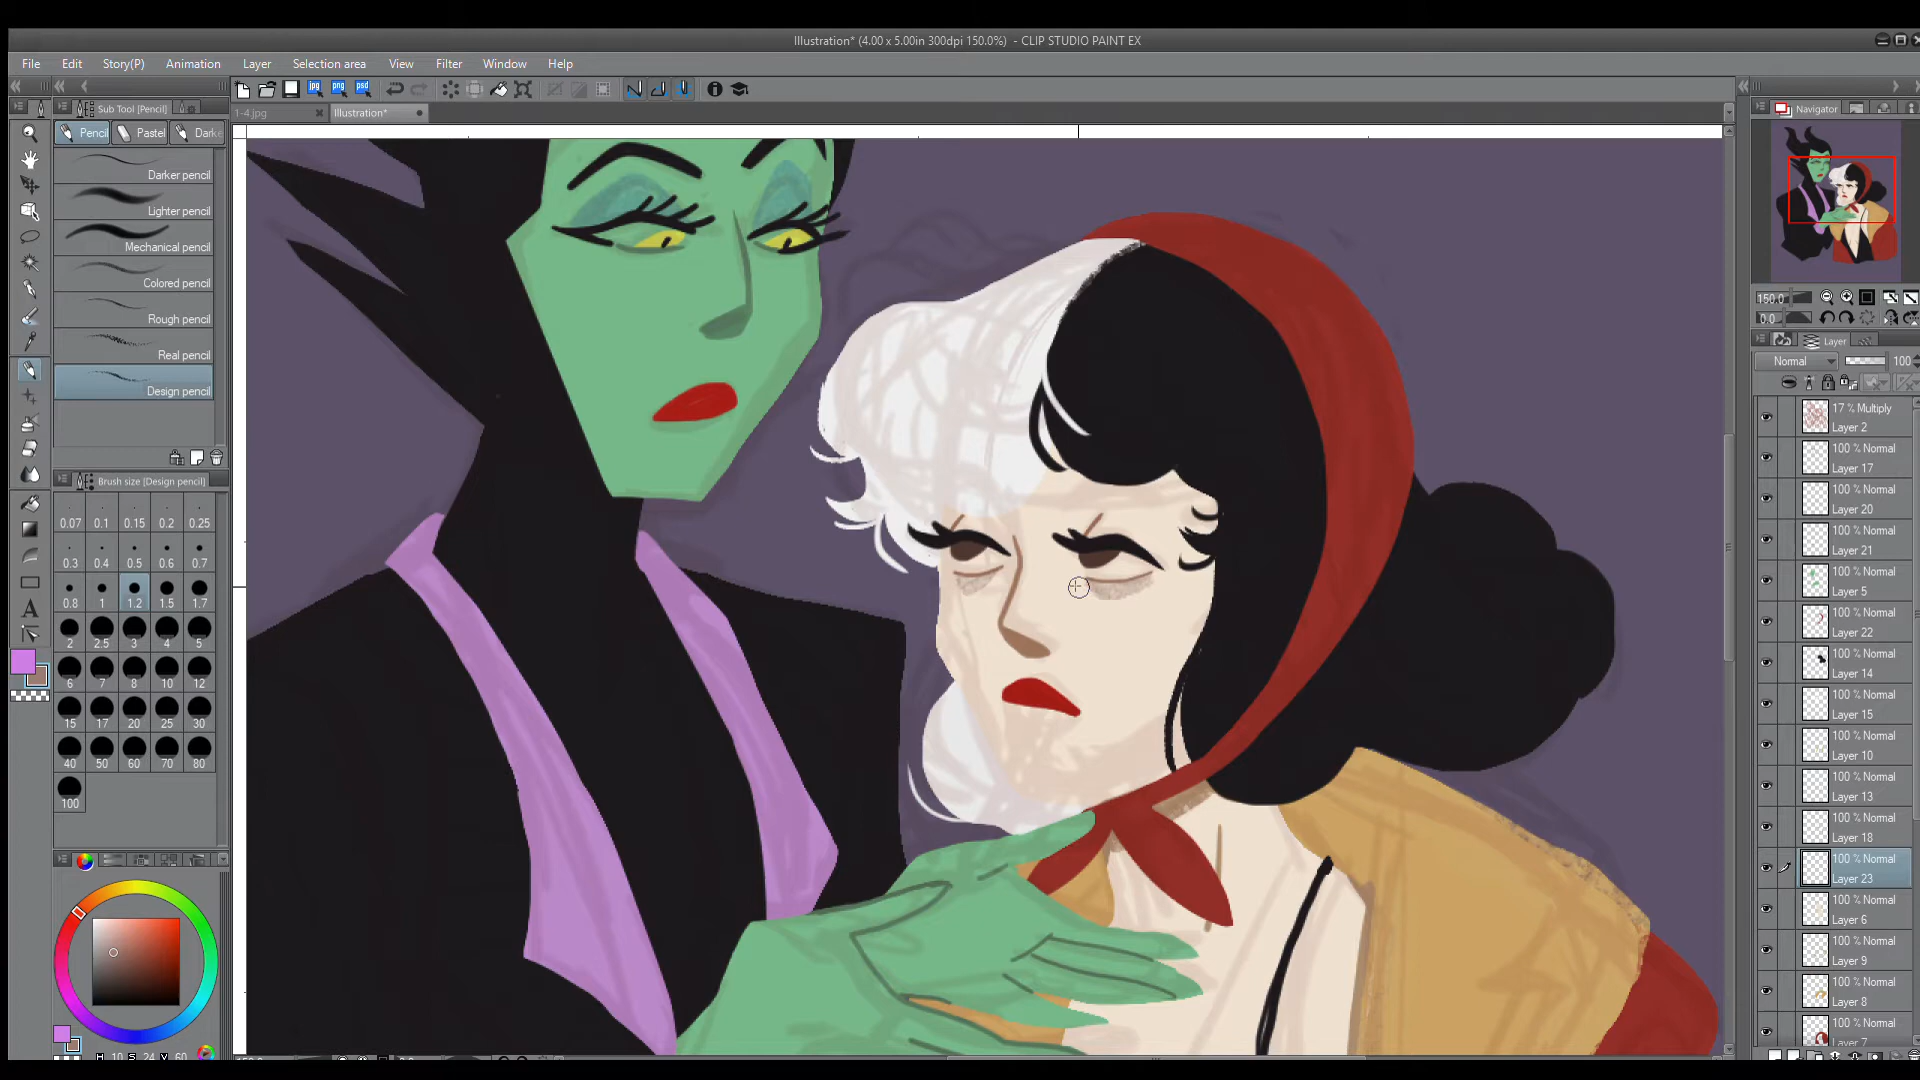 Illustration* (4.00 x 5.00in 300dpi 150.0%) - CLIP STUDIO PAINT EX
File Edit Story(P) Animation Layer Selection area View Filter Window Help
jpg png psd
Sub Tool [Pencil]
1-4.jpg Illustration*
Pencil Pastel Darke
Darker pencil
Lighter pencil
Mechanical pencil
Colored pencil
Rough pencil
Real pencil
Design pencil
Brush size [Design pencil]
0.07 0.1 0.15 0.2 0.25
0.3 0.4 0.5 0.6 0.7
0.8 1 1.2 1.5 1.7
2 2.5 3 4 5
6 7 8 10 12
15 17 20 25 30
40 50 60 70 80
100
H 10 S 24 V 60
Navigator
150.0
0.0
Layer
Normal 100
17 % Multiply
Layer 2
100 % Normal
Layer 17
100 % Normal
Layer 20
100 % Normal
Layer 21
100 % Normal
Layer 5
100 % Normal
Layer 22
100 % Normal
Layer 14
100 % Normal
Layer 15
100 % Normal
Layer 10
100 % Normal
Layer 13
100 % Normal
Layer 18
100 % Normal
Layer 23
100 % Normal
Layer 6
100 % Normal
Layer 9
100 % Normal
Layer 8
100 % Normal
Layer 7